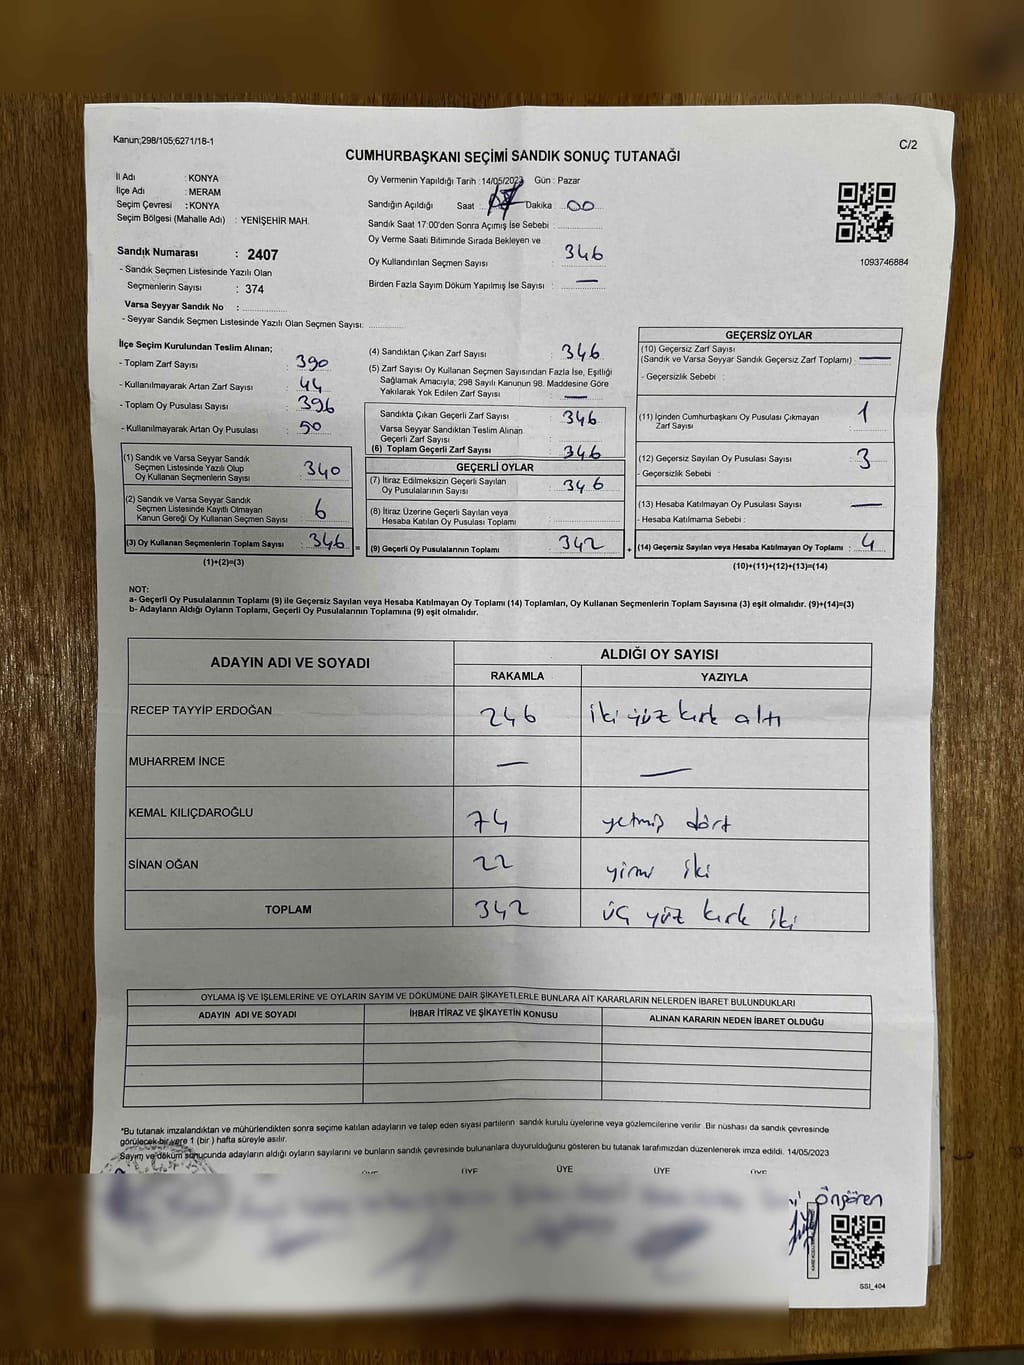 Kanun;298/105;6271/18-1
C/2
CUMHURBAŞKANI SEÇİMİ SANDIK SONUÇ TUTANAĞI
İl Adı : KONYA
İlçe Adı : MERAM
Seçim Çevresi : KONYA
Seçim Bölgesi (Mahalle Adı) : YENİŞEHİR MAH.
Sandık Numarası : 2407
- Sandık Seçmen Listesinde Yazılı Olan
Seçmenlerin Sayısı : 374
Varsa Seyyar Sandık No :
- Seyyar Sandık Seçmen Listesinde Yazılı Olan Seçmen Sayısı:
Oy Vermenin Yapıldığı Tarih : 14/05/2023 Gün : Pazar
Sandığın Açıldığı Saat : Dakika : 00
Sandık Saat 17:00'den Sonra Açımış İse Sebebi :
Oy Verme Saati Bitiminde Sırada Bekleyen ve
Oy Kullandırılan Seçmen Sayısı : 346
Birden Fazla Sayım Döküm Yapılmış İse Sayısı : —
1093746884
İlçe Seçim Kurulundan Teslim Alınan;
- Toplam Zarf Sayısı : 390
- Kullanılmayarak Artan Zarf Sayısı : 44
- Toplam Oy Pusulası Sayısı : 396
- Kullanılmayarak Artan Oy Pusulası : 50
(1) Sandık ve Varsa Seyyar Sandık
Seçmen Listesinde Yazılı Olup
Oy Kullanan Seçmenlerin Sayısı : 340
(2) Sandık ve Varsa Seyyar Sandık
Seçmen Listesinde Kayıtlı Olmayan
Kanun Gereği Oy Kullanan Seçmen Sayısı : 6
(3) Oy Kullanan Seçmenlerin Toplam Sayısı : 346 =
(1)+(2)=(3)
(4) Sandıktan Çıkan Zarf Sayısı : 346
(5) Zarf Sayısı Oy Kullanan Seçmen Sayısından Fazla İse, Eşitliği
Sağlamak Amacıyla; 298 Sayılı Kanunun 98. Maddesine Göre
Yakılarak Yok Edilen Zarf Sayısı : —
Sandıkta Çıkan Geçerli Zarf Sayısı : 346
Varsa Seyyar Sandıktan Teslim Alınan
Geçerli Zarf Sayısı :
(6) Toplam Geçerli Zarf Sayısı : 346
GEÇERLİ OYLAR
(7) İtiraz Edilmeksizin Geçerli Sayılan
Oy Pusulalarının Sayısı : 346
(8) İtiraz Üzerine Geçerli Sayılan veya
Hesaba Katılan Oy Pusulası Toplamı :
(9) Geçerli Oy Pusulalarının Toplamı : 342 +
GEÇERSİZ OYLAR
(10) Geçersiz Zarf Sayısı
(Sandık ve Varsa Seyyar Sandık Geçersiz Zarf Toplamı) : —
- Geçersizlik Sebebi :
(11) İçinden Cumhurbaşkanı Oy Pusulası Çıkmayan
Zarf Sayısı : 1
(12) Geçersiz Sayılan Oy Pusulası Sayısı : 3
- Geçersizlik Sebebi :
(13) Hesaba Katılmayan Oy Pusulası Sayısı : —
- Hesaba Katılmama Sebebi :
(14) Geçersiz Sayılan veya Hesaba Katılmayan Oy Toplamı : 4
(10)+(11)+(12)+(13)=(14)
NOT:
a- Geçerli Oy Pusulalarının Toplamı (9) ile Geçersiz Sayılan veya Hesaba Katılmayan Oy Toplamı (14) Toplamları, Oy Kullanan Seçmenlerin Toplam Sayısına (3) eşit olmalıdır. (9)+(14)=(3)
b- Adayların Aldığı Oyların Toplamı, Geçerli Oy Pusulalarının Toplamına (9) eşit olmalıdır.
ADAYIN ADI VE SOYADI
ALDIĞI OY SAYISI
RAKAMLA YAZIYLA
RECEP TAYYİP ERDOĞAN 246 iki yüz kırk altı
MUHARREM İNCE — —
KEMAL KILIÇDAROĞLU 74 yetmiş dört
SİNAN OĞAN 22 yirmi iki
TOPLAM 342 üç yüz kırk iki
OYLAMA İŞ VE İŞLEMLERİNE VE OYLARIN SAYIM VE DÖKÜMÜNE DAİR ŞİKAYETLERLE BUNLARA AİT KARARLARIN NELERDEN İBARET BULUNDUKLARI
ADAYIN ADI VE SOYADI İHBAR İTİRAZ VE ŞİKAYETİN KONUSU ALINAN KARARIN NEDEN İBARET OLDUĞU
*Bu tutanak imzalandıktan ve mühürlendikten sonra seçime katılan adayların ve talep eden siyasi partilerin sandık kurulu üyelerine veya gözlemcilerine verilir. Bir nüshası da sandık çevresinde
görülecek bir yere 1 (bir) hafta süreyle asılır.
Sayım ve döküm sonucunda adayların aldığı oyların sayılarını ve bunların sandık çevresinde bulunanlara duyurulduğunu gösteren bu tutanak tarafımızdan düzenlenerek imza edildi. 14/05/2023
ÜYE ÜYE ÜYE ÜYE ÜYE
Öngören
SSI_404